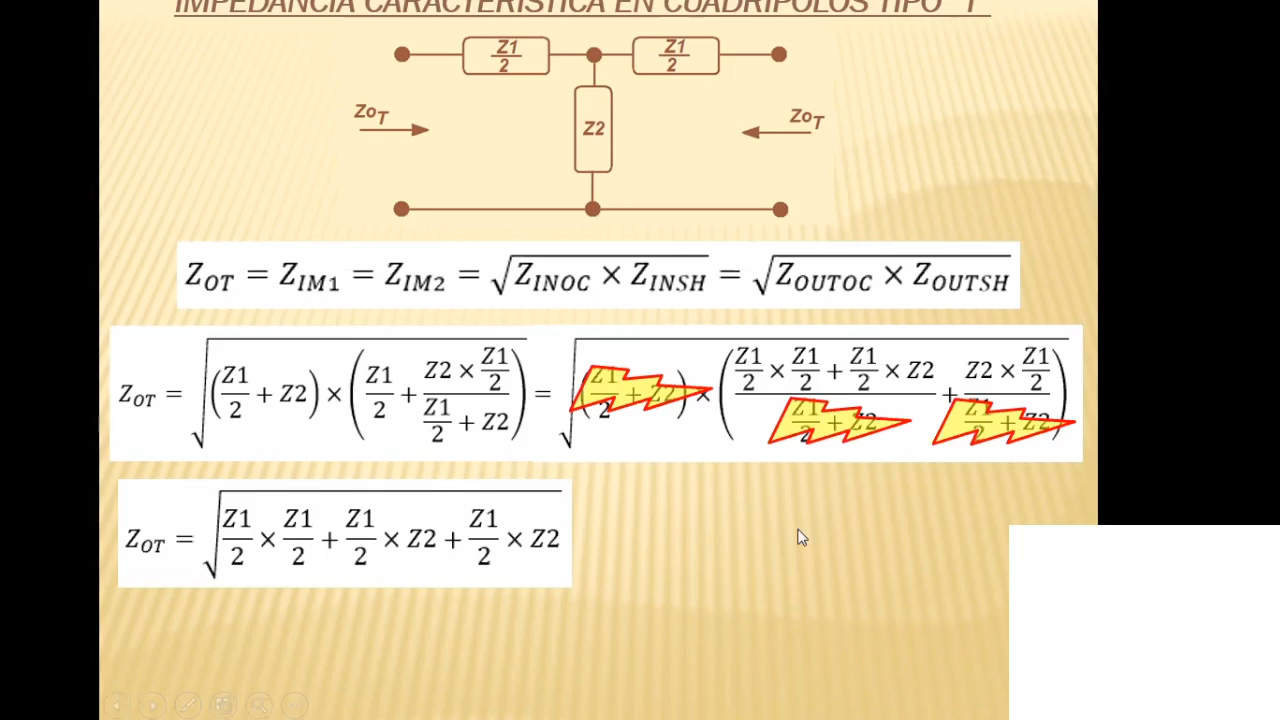 IMPEDANCIA CARACTERÍSTICA EN CUADRIPOLOS TIPO "T"
Z1/2 Z1/2
Z2
ZoT ZoT
Z_OT = Z_IM1 = Z_IM2 = √(Z_INOC × Z_INSH) = √(Z_OUTOC × Z_OUTSH)
Z_OT = √((Z1/2 + Z2) × (Z1/2 + (Z2 × Z1/2)/(Z1/2 + Z2))) = √((Z1/2 + Z2) × ((Z1/2 × Z1/2 + Z1/2 × Z2)/(Z1/2 + Z2) + (Z2 × Z1/2)/(Z1/2 + Z2)))
Z_OT = √(Z1/2 × Z1/2 + Z1/2 × Z2 + Z1/2 × Z2)